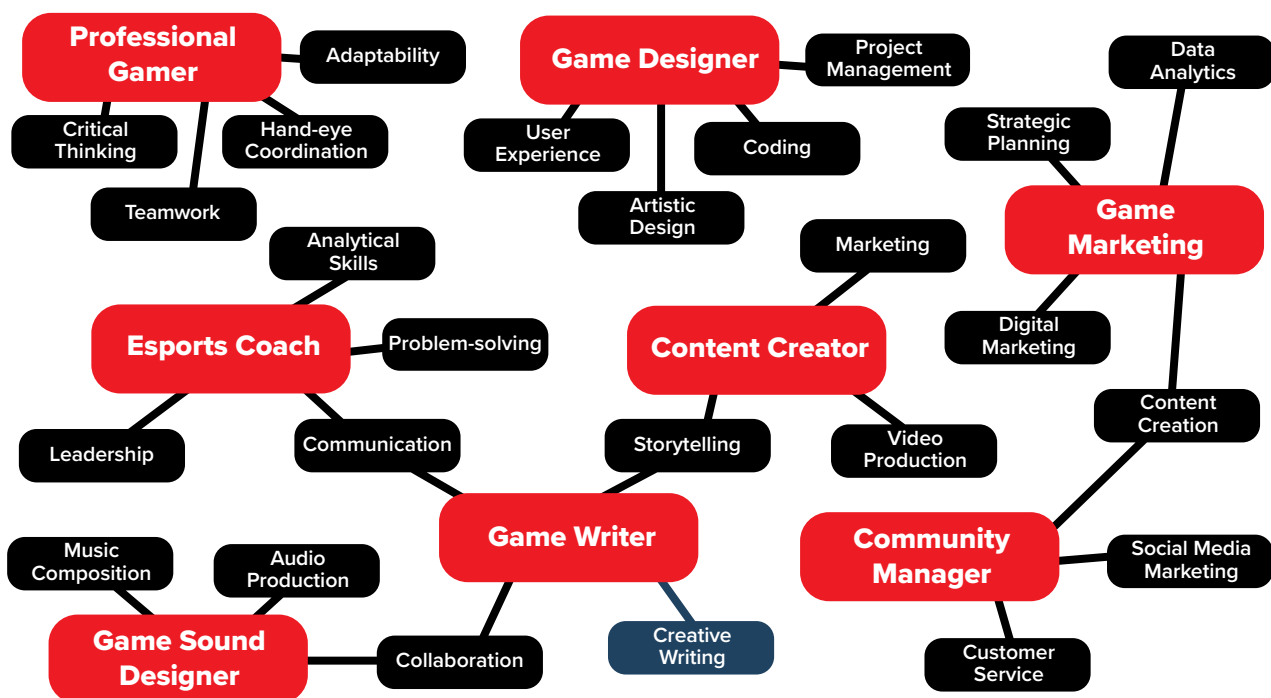 Professional
Gamer
Adaptability
Critical
Thinking
Hand-eye
Coordination
Teamwork
Game Designer
Project
Management
User
Experience
Coding
Artistic
Design
Data
Analytics
Strategic
Planning
Game
Marketing
Digital
Marketing
Content
Creation
Analytical
Skills
Esports Coach
Problem-solving
Leadership
Communication
Marketing
Content Creator
Storytelling
Video
Production
Game Writer
Creative
Writing
Collaboration
Music
Composition
Audio
Production
Game Sound
Designer
Community
Manager
Social Media
Marketing
Customer
Service